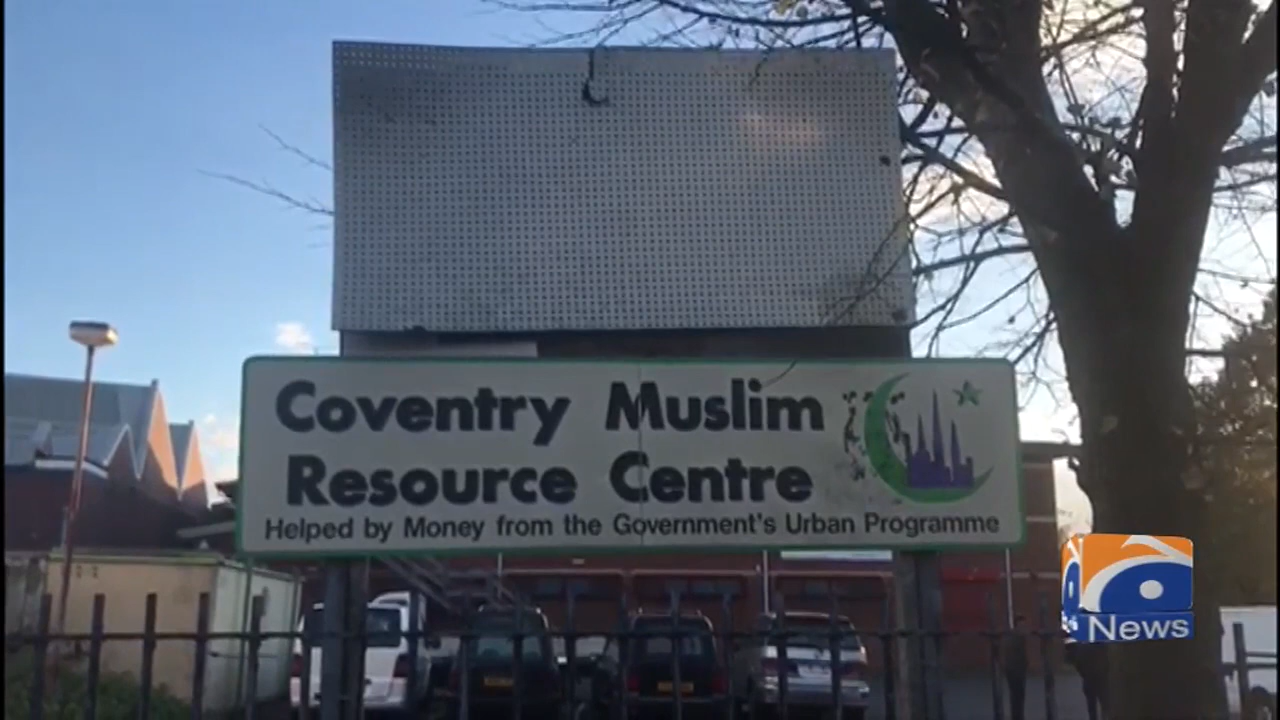 Coventry Muslim
Resource Centre
Helped by Money from the Government's Urban Programme
News